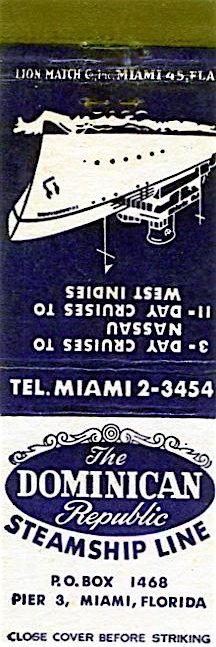 LION MATCH Co., Inc., MIAMI 45, FLA
3- DAY CRUISES TO
NASSAU
11- DAY CRUISES TO
WEST INDIES
TEL. MIAMI 2-3454
The
DOMINICAN
Republic
STEAMSHIP LINE
P.O. BOX 1468
PIER 3, MIAMI, FLORIDA
CLOSE COVER BEFORE STRIKING